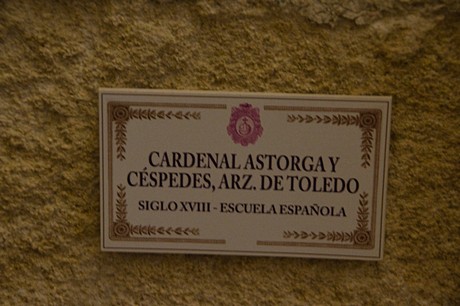 CARDENAL ASTORGA Y
CÉSPEDES, ARZ. DE TOLEDO
SIGLO XVIII - ESCUELA ESPAÑOLA